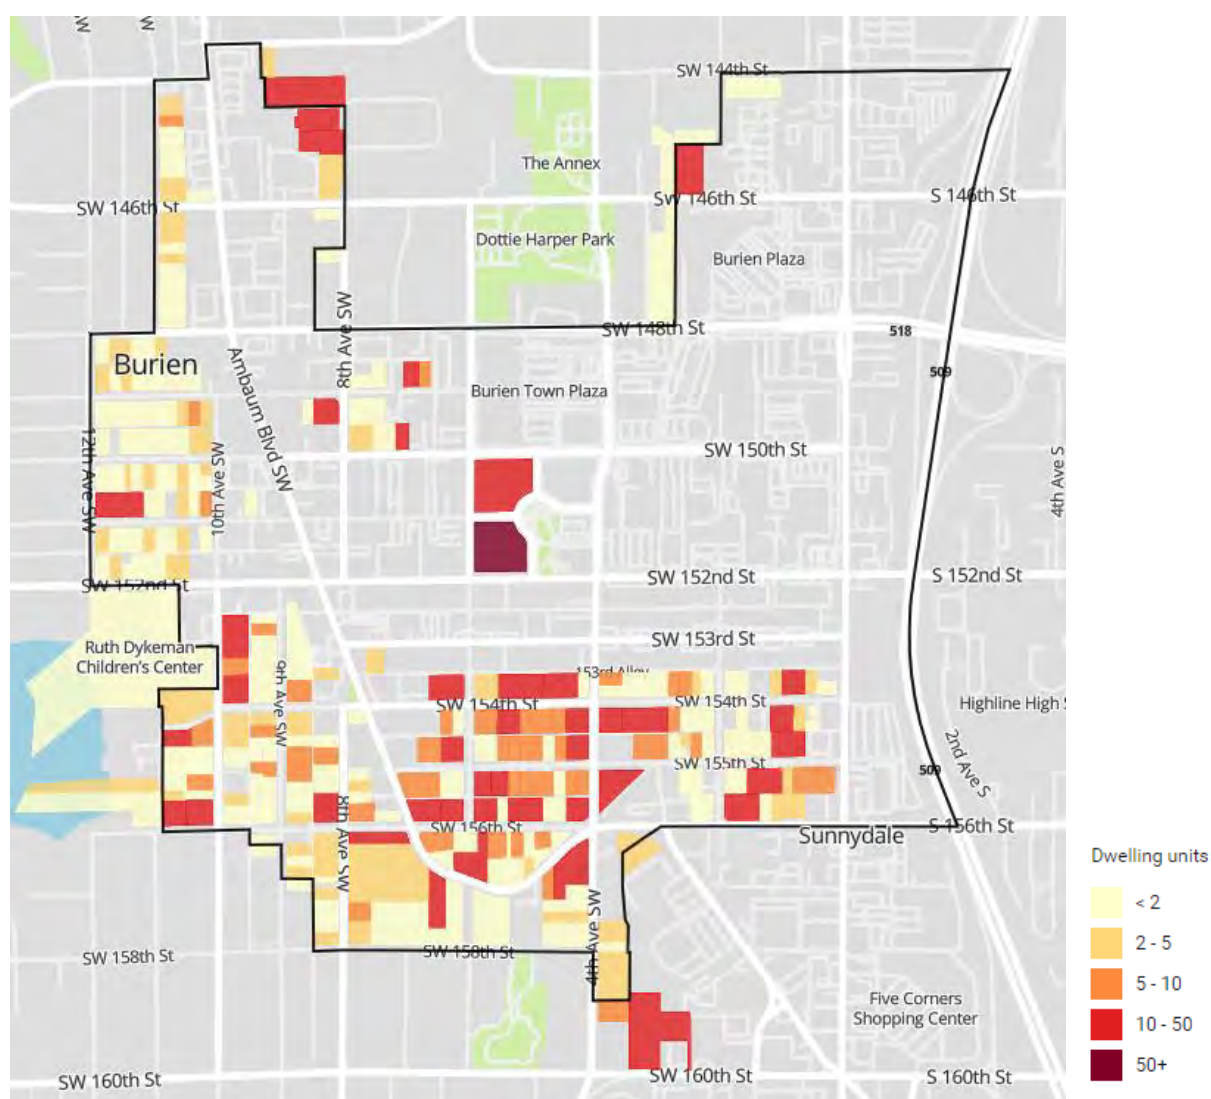 W
W
SW 144th St
The Annex
SW 146th St
SW 146th St
S 146th St
Dottie Harper Park
Burien Plaza
8th Ave SW
SW 148th St
518
Burien
Ambaum Blvd SW
509
Burien Town Plaza
12th Ave SW
10th Ave SW
SW 150th St
4th Ave S
SW 152nd St
SW 152nd St
S 152nd St
Ruth Dykeman
Children's Center
SW 153rd St
153rd Alley
9th Ave SW
SW 154th St
SW 154th St
Highline High S
SW 155th St
509
2nd Ave S
8th Ave SW
SW 156th St
Sunnydale
S 156th St
4th Ave SW
SW 158th St
SW 158th St
Five Corners
Shopping Center
SW 160th St
SW 160th St
S 160th St
Dwelling units
< 2
2 - 5
5 - 10
10 - 50
50+